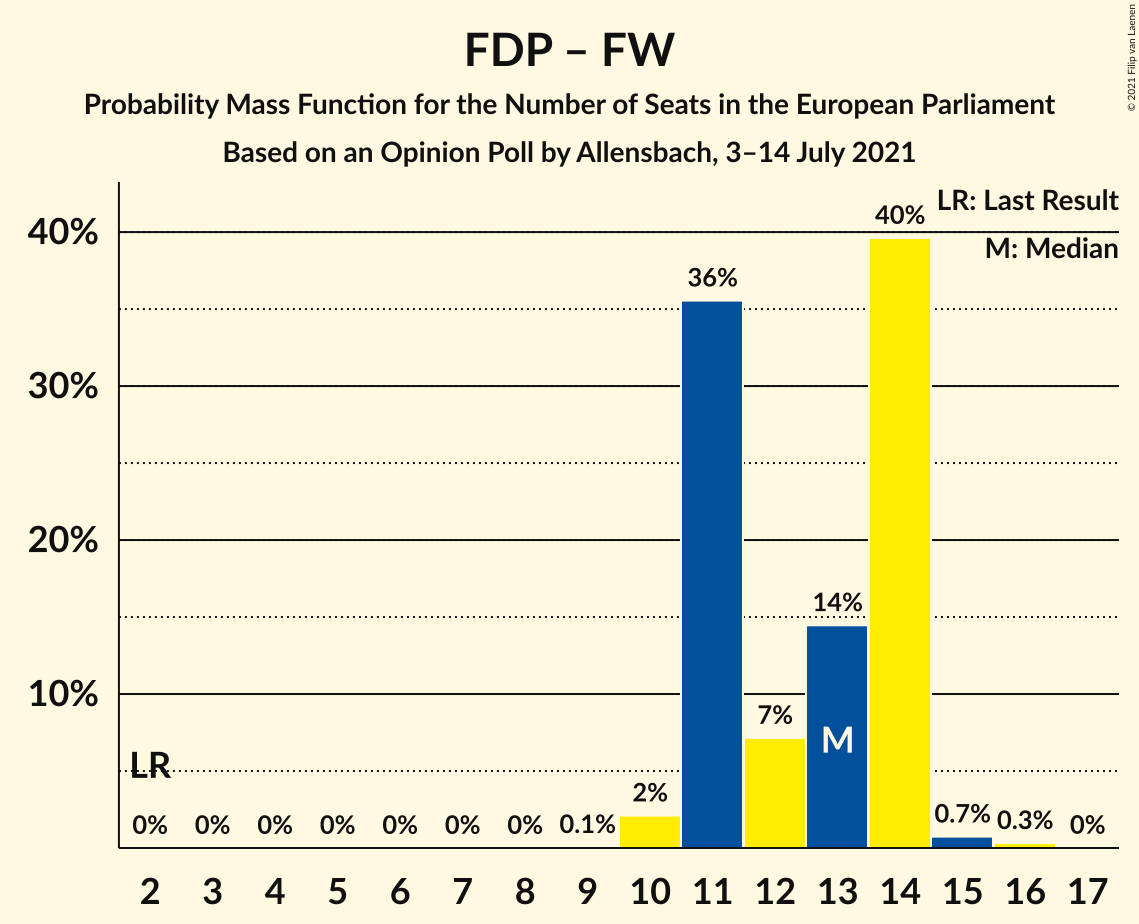 FDP – FW
Probability Mass Function for the Number of Seats in the European Parliament
Based on an Opinion Poll by Allensbach, 3–14 July 2021
© 2021 Filip van Laenen
LR: Last Result
M: Median
40%
30%
20%
10%
LR
M
0% 0% 0% 0% 0% 0% 0% 0.1% 2% 36% 7% 14% 40% 0.7% 0.3% 0%
2 3 4 5 6 7 8 9 10 11 12 13 14 15 16 17